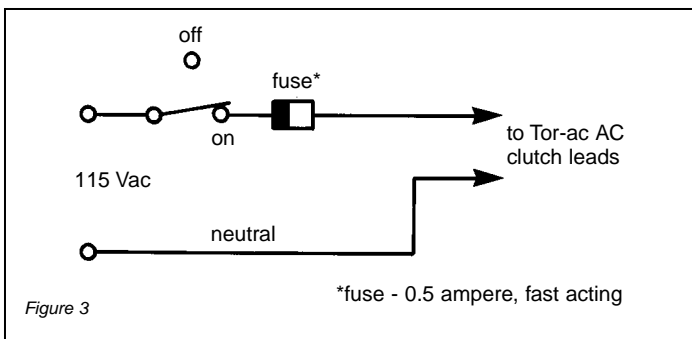 off
fuse*
on
to Tor-ac AC
clutch leads
115 Vac
neutral
*fuse - 0.5 ampere, fast acting
Figure 3